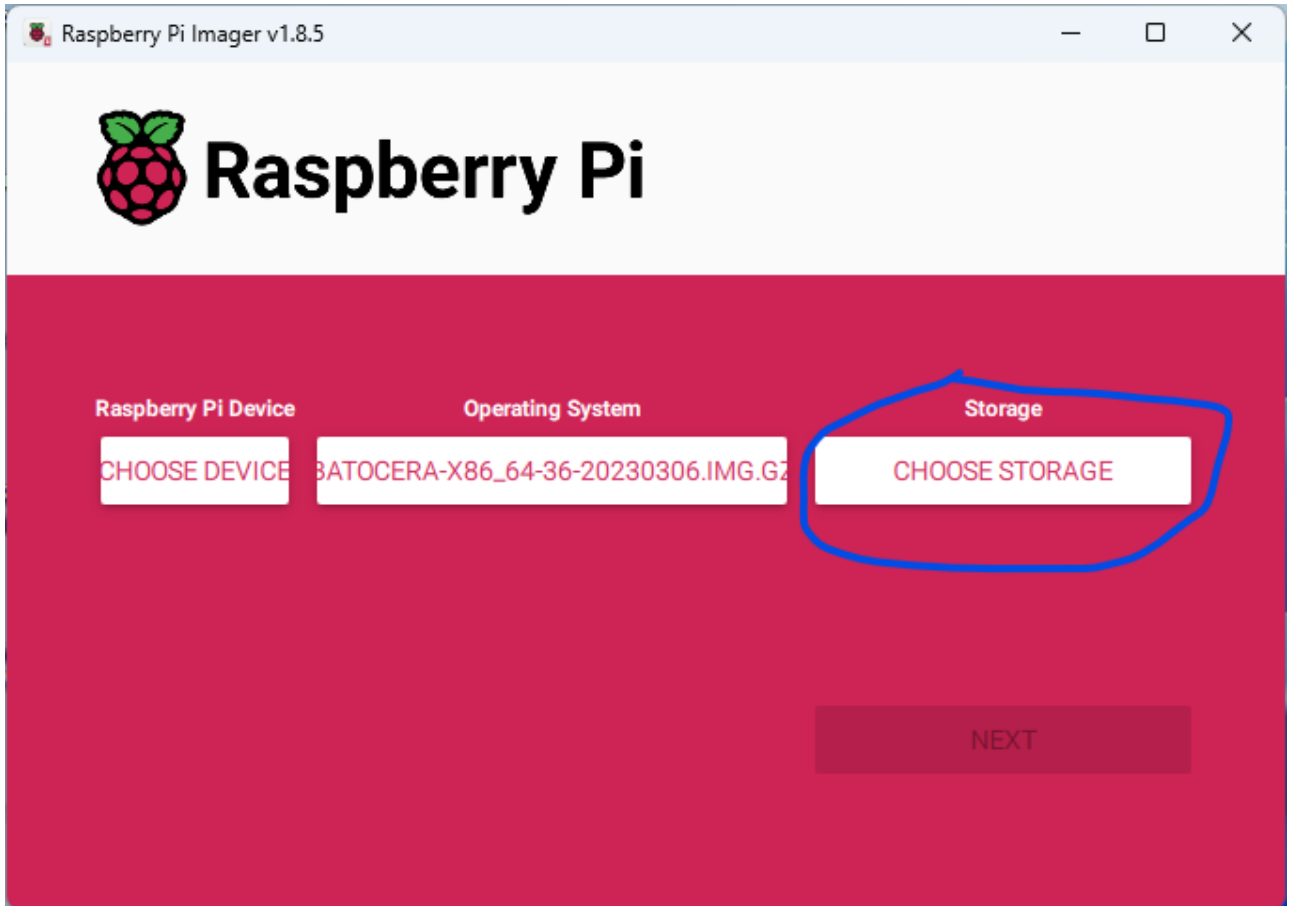 Raspberry Pi Imager v1.8.5
Raspberry Pi
Raspberry Pi Device
Operating System
Storage
CHOOSE DEVICE
BATOCERA-X86_64-36-20230306.IMG.GZ
CHOOSE STORAGE
NEXT